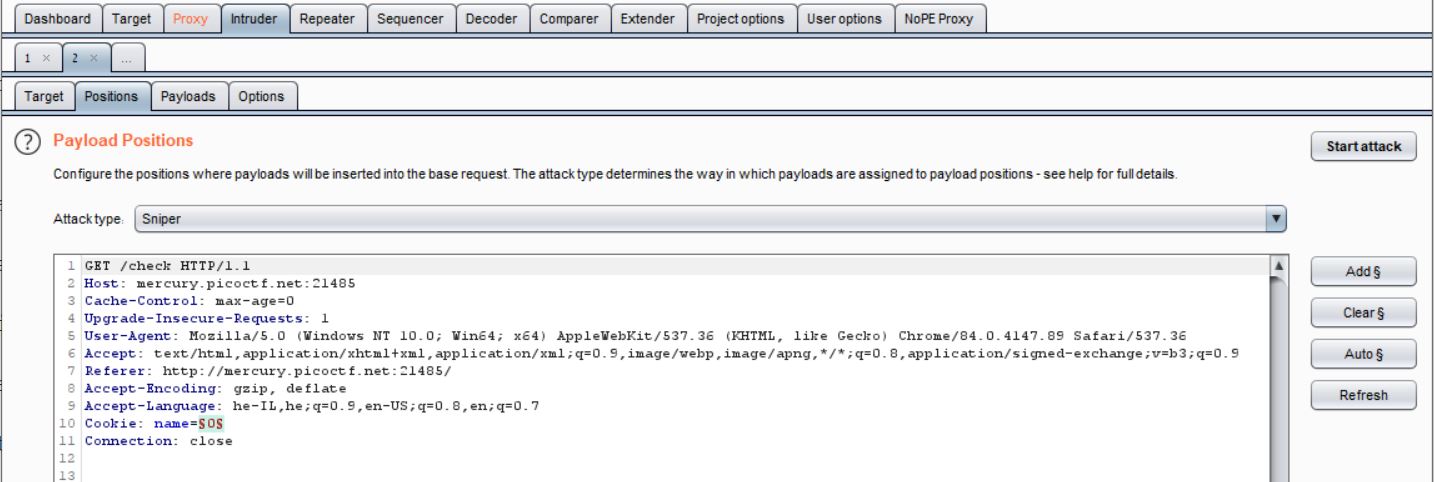 Dashboard Target Proxy Intruder Repeater Sequencer Decoder Comparer Extender Project options User options NoPE Proxy
1 × 2 × ...
Target Positions Payloads Options
? Payload Positions
Start attack
Configure the positions where payloads will be inserted into the base request. The attack type determines the way in which payloads are assigned to payload positions - see help for full details.
Attack type: Sniper
1 GET /check HTTP/1.1
2 Host: mercury.picoctf.net:21485
3 Cache-Control: max-age=0
4 Upgrade-Insecure-Requests: 1
5 User-Agent: Mozilla/5.0 (Windows NT 10.0; Win64; x64) AppleWebKit/537.36 (KHTML, like Gecko) Chrome/84.0.4147.89 Safari/537.36
6 Accept: text/html,application/xhtml+xml,application/xml;q=0.9,image/webp,image/apng,*/*;q=0.8,application/signed-exchange;v=b3;q=0.9
7 Referer: http://mercury.picoctf.net:21485/
8 Accept-Encoding: gzip, deflate
9 Accept-Language: he-IL,he;q=0.9,en-US;q=0.8,en;q=0.7
10 Cookie: name=§0§
11 Connection: close
12
13
Add §
Clear §
Auto §
Refresh